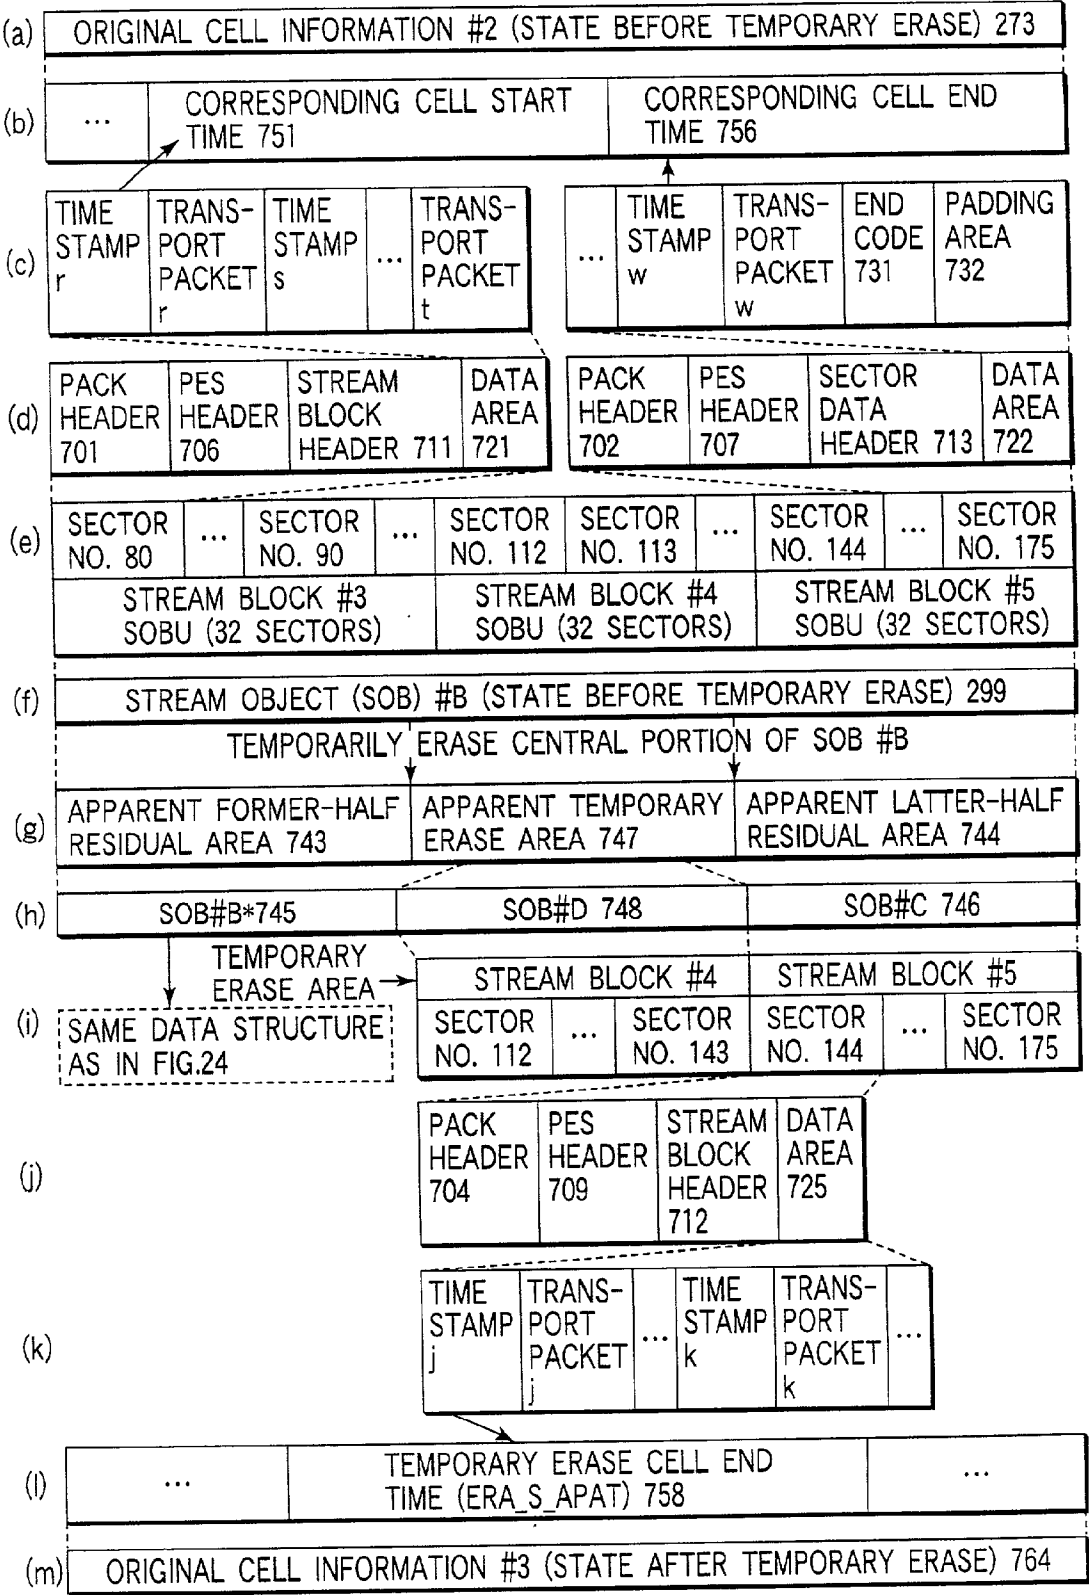 (a)
ORIGINAL CELL INFORMATION #2 (STATE BEFORE TEMPORARY ERASE) 273
(b)
...
CORRESPONDING CELL START
TIME 751
CORRESPONDING CELL END
TIME 756
(c)
TIME
STAMP
r
TRANS-
PORT
PACKET
r
TIME
STAMP
s
...
TRANS-
PORT
PACKET
t
...
TIME
STAMP
w
TRANS-
PORT
PACKET
w
END
CODE
731
PADDING
AREA
732
(d)
PACK
HEADER
701
PES
HEADER
706
STREAM
BLOCK
HEADER 711
DATA
AREA
721
PACK
HEADER
702
PES
HEADER
707
SECTOR
DATA
HEADER 713
DATA
AREA
722
(e)
SECTOR
NO. 80
...
SECTOR
NO. 90
...
SECTOR
NO. 112
SECTOR
NO. 113
...
SECTOR
NO. 144
...
SECTOR
NO. 175
STREAM BLOCK #3
SOBU (32 SECTORS)
STREAM BLOCK #4
SOBU (32 SECTORS)
STREAM BLOCK #5
SOBU (32 SECTORS)
(f)
STREAM OBJECT (SOB) #B (STATE BEFORE TEMPORARY ERASE) 299
TEMPORARILY ERASE CENTRAL PORTION OF SOB #B
(g)
APPARENT FORMER-HALF
RESIDUAL AREA 743
APPARENT TEMPORARY
ERASE AREA 747
APPARENT LATTER-HALF
RESIDUAL AREA 744
(h)
SOB#B*745
SOB#D 748
SOB#C 746
TEMPORARY
ERASE AREA
(i)
SAME DATA STRUCTURE
AS IN FIG.24
STREAM BLOCK #4
STREAM BLOCK #5
SECTOR
NO. 112
...
SECTOR
NO. 143
SECTOR
NO. 144
...
SECTOR
NO. 175
(j)
PACK
HEADER
704
PES
HEADER
709
STREAM
BLOCK
HEADER
712
DATA
AREA
725
(k)
TIME
STAMP
j
TRANS-
PORT
PACKET
j
...
TIME
STAMP
k
TRANS-
PORT
PACKET
k
...
(l)
...
TEMPORARY ERASE CELL END
TIME (ERA_S_APAT) 758
...
(m)
ORIGINAL CELL INFORMATION #3 (STATE AFTER TEMPORARY ERASE) 764